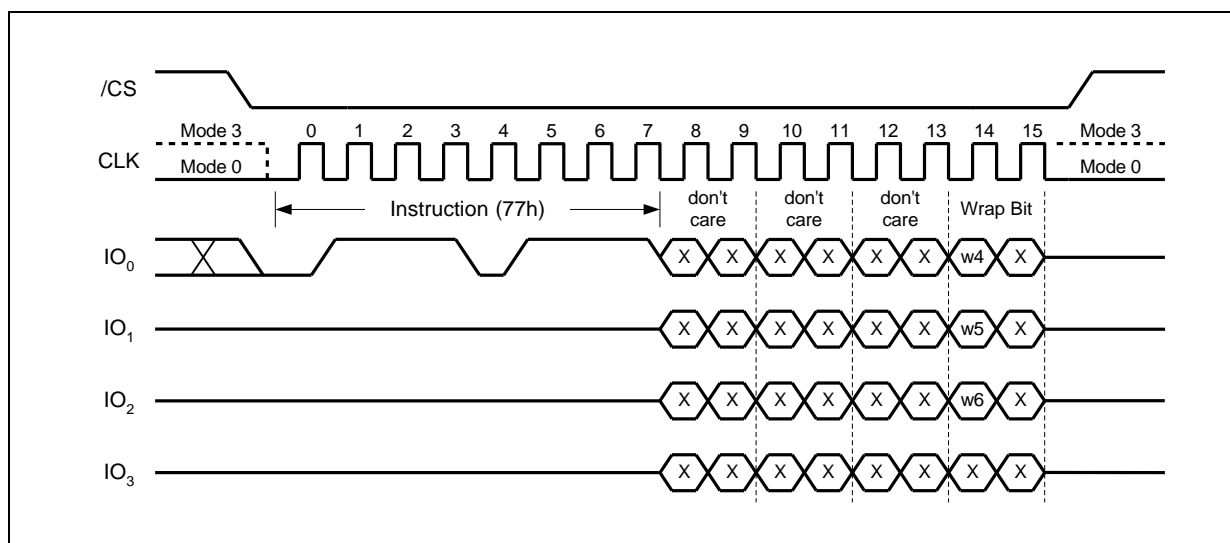 /CS
Mode 3 0 1 2 3 4 5 6 7 8 9 10 11 12 13 14 15 Mode 3
CLK
Mode 0 Mode 0
Instruction (77h) don't care don't care don't care Wrap Bit
IO0 X X X X X X X w4 X
IO1 X X X X X X w5 X
IO2 X X X X X X w6 X
IO3 X X X X X X X X